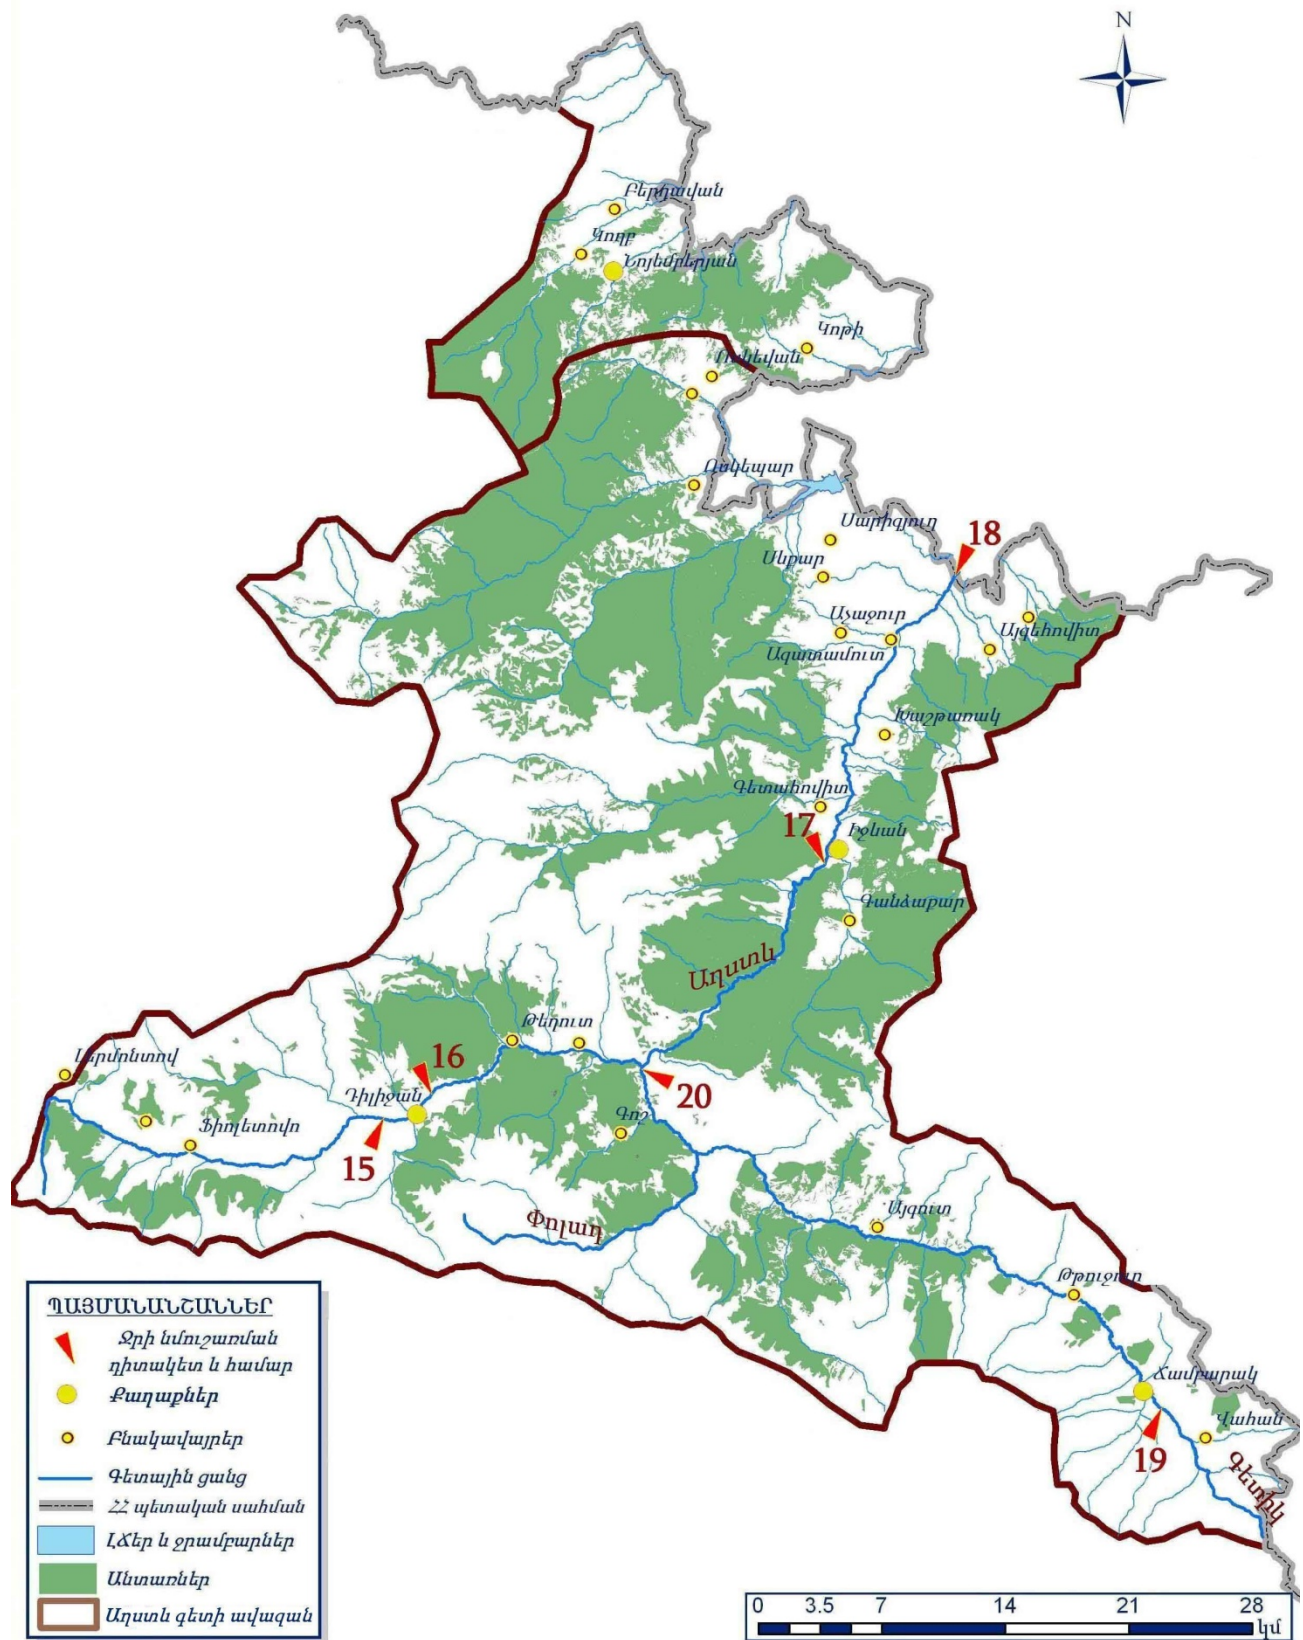 N
Բերդավան
Կողբ
Նոյեմբերյան
Կոթի
Ոսկեվան
Ոսկեպար
Սարիգյուղ
18
Սևքար
Աչաջուր
Այգեհովիտ
Ազատամուտ
Խաշթառակ
Գետահովիտ
17
Իջևան
Գանձաքար
Աղստև
Թեղուտ
Լերմոնտով
16
Դիլիջան
20
Գոշ
Ֆիոլետովո
15
Փոլադ
Այգուտ
Թթուջուր
Ճամբարակ
Վահան
19
Գետիկ
ՊԱՅՄԱՆԱՆՇԱՆՆԵՐ
Ջրի նմուշառման
դիտակետ և համար
Քաղաքներ
Բնակավայրեր
Գետային ցանց
ՀՀ պետական սահման
Լճեր և ջրամբարներ
Անտառներ
Աղստև գետի ավազան
0 3.5 7 14 21 28
կմ